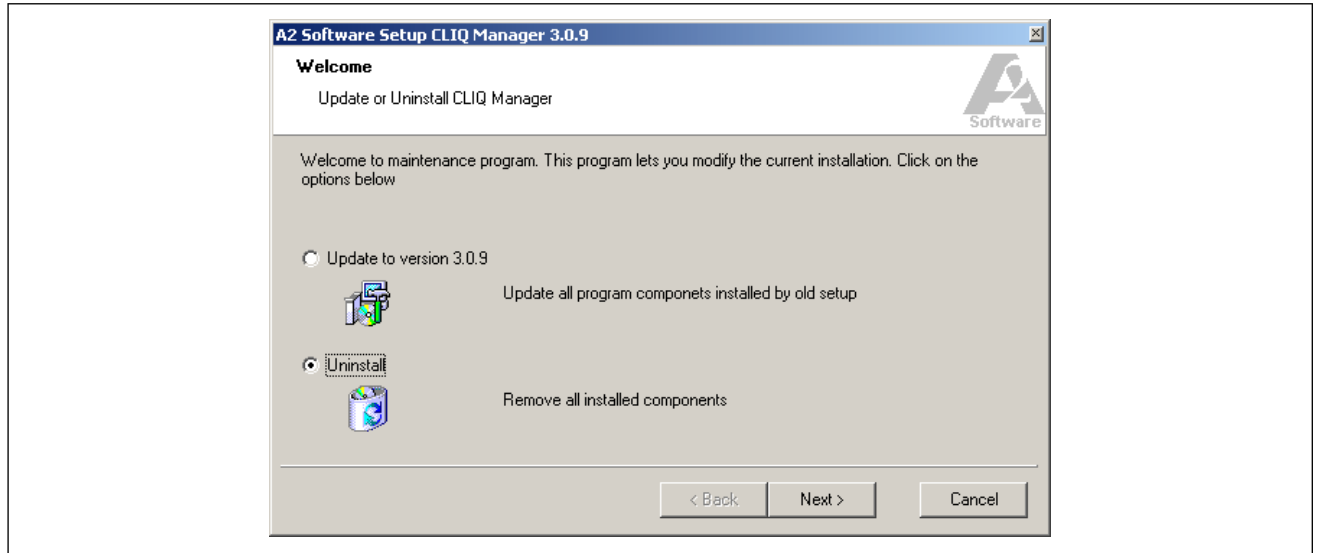 A2 Software Setup CLIQ Manager 3.0.9
Welcome
Update or Uninstall CLIQ Manager
Software
Welcome to maintenance program. This program lets you modify the current installation. Click on the
options below
Update to version 3.0.9
Update all program componets installed by old setup
Uninstall
Remove all installed components
< Back
Next >
Cancel